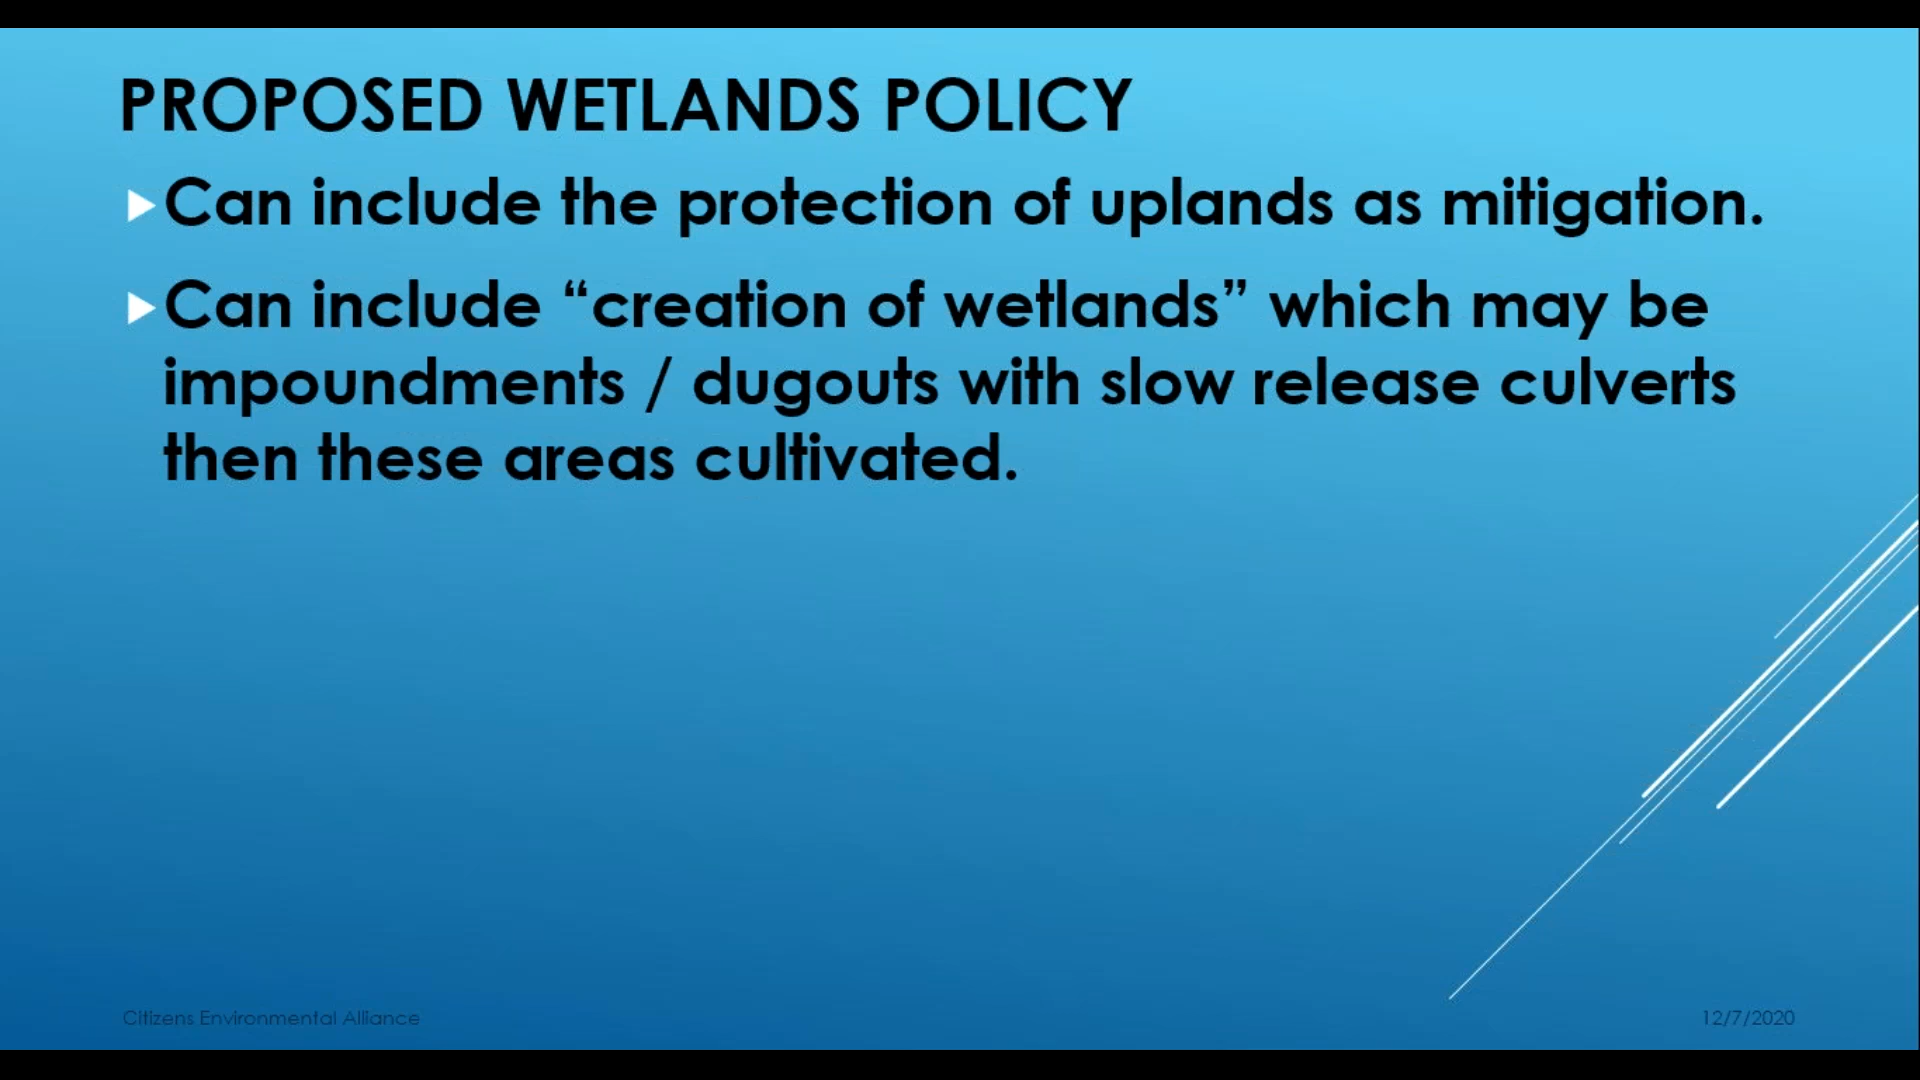 PROPOSED WETLANDS POLICY
Can include the protection of uplands as mitigation.
Can include “creation of wetlands” which may be
impoundments / dugouts with slow release culverts
then these areas cultivated.
Citizens Environmental Alliance
12/7/2020